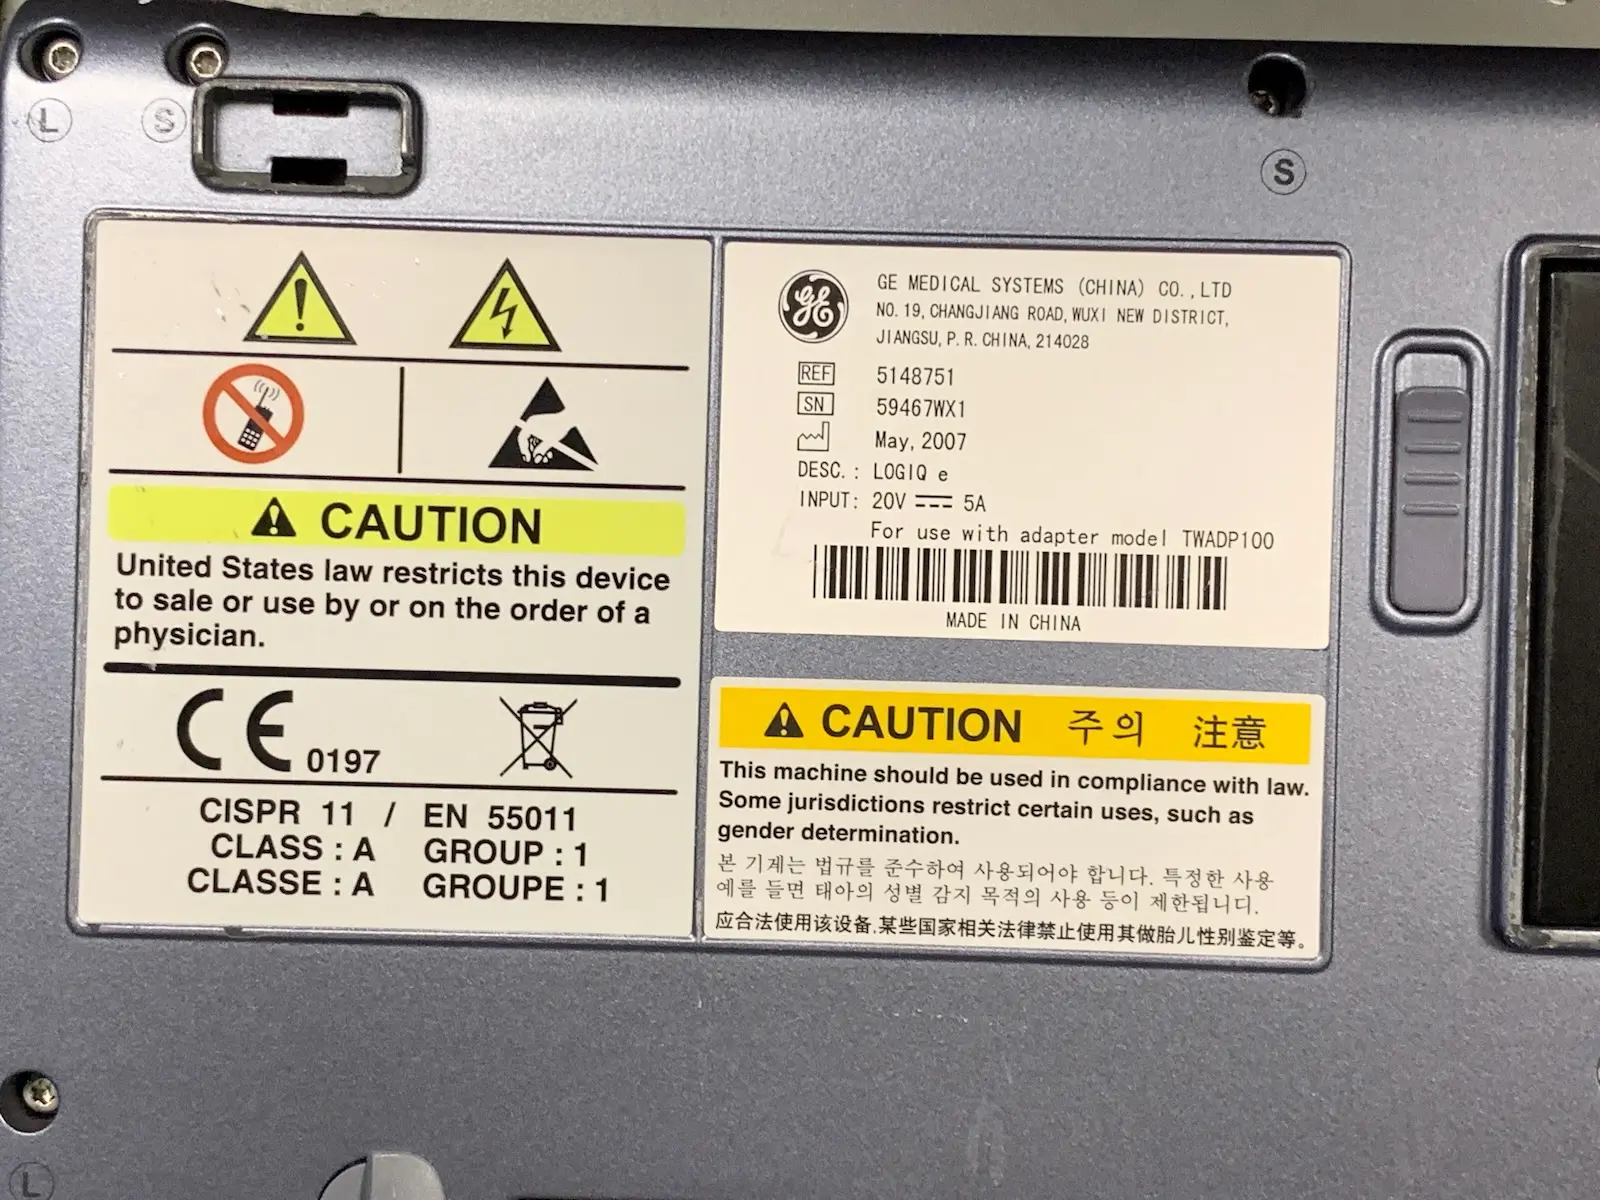 L
S
S
CAUTION
United States law restricts this device
to sale or use by or on the order of a
physician.
CE 0197
CISPR 11 / EN 55011
CLASS : A GROUP : 1
CLASSE : A GROUPE : 1
GE
GE MEDICAL SYSTEMS (CHINA) CO., LTD
NO. 19, CHANGJIANG ROAD, WUXI NEW DISTRICT,
JIANGSU, P. R. CHINA, 214028
REF 5148751
SN 59467WX1
May, 2007
DESC. : LOGIQ e
INPUT: 20V ⎓ 5A
For use with adapter model TWADP100
MADE IN CHINA
CAUTION 주의 注意
This machine should be used in compliance with law.
Some jurisdictions restrict certain uses, such as
gender determination.
본 기계는 법규를 준수하여 사용되어야 합니다. 특정한 사용
예를 들면 태아의 성별 감지 목적의 사용 등이 제한됩니다.
应合法使用该设备.某些国家相关法律禁止使用其做胎儿性别鉴定等。
L